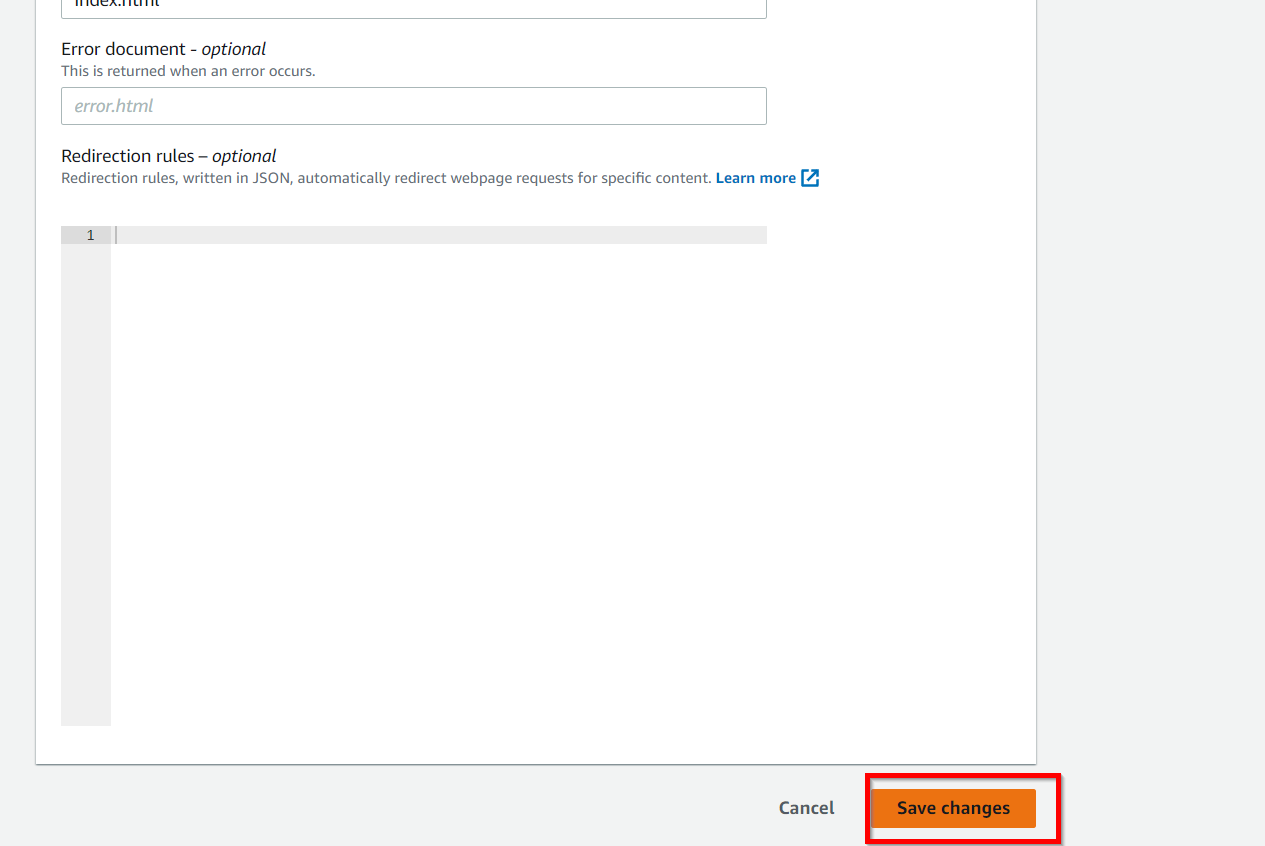 index.html
Error document - optional
This is returned when an error occurs.
error.html
Redirection rules – optional
Redirection rules, written in JSON, automatically redirect webpage requests for specific content. Learn more
1
Cancel
Save changes